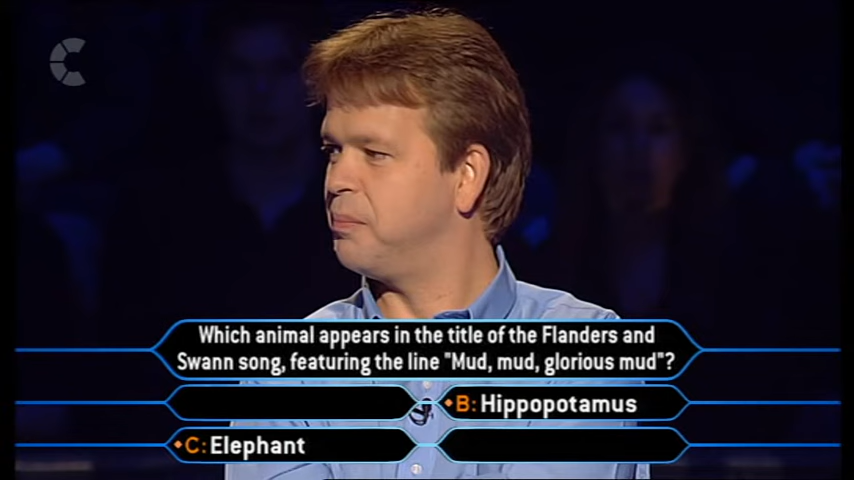 Which animal appears in the title of the Flanders and
Swann song, featuring the line "Mud, mud, glorious mud"?
B: Hippopotamus
C: Elephant